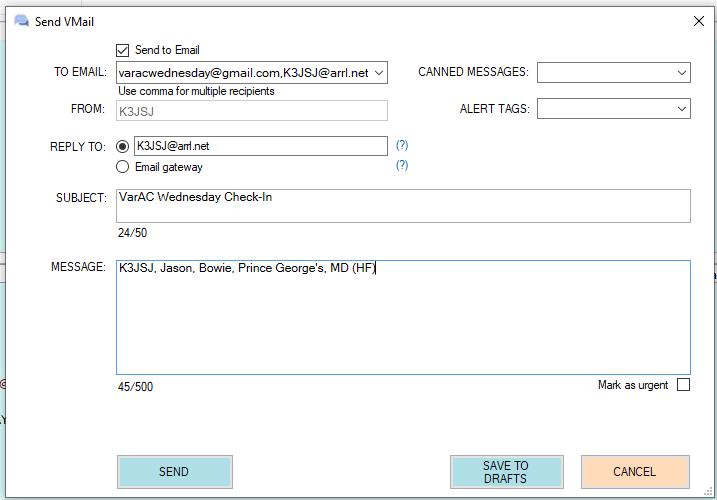 Send VMail
Send to Email
TO EMAIL: varacwednesday@gmail.com,K3JSJ@arrl.net
CANNED MESSAGES:
Use comma for multiple recipients
FROM: K3JSJ
ALERT TAGS:
REPLY TO: K3JSJ@arrl.net (?)
Email gateway (?)
SUBJECT: VarAC Wednesday Check-In
24/50
MESSAGE: K3JSJ, Jason, Bowie, Prince George's, MD (HF)
45/500
Mark as urgent
SEND
SAVE TO
DRAFTS
CANCEL